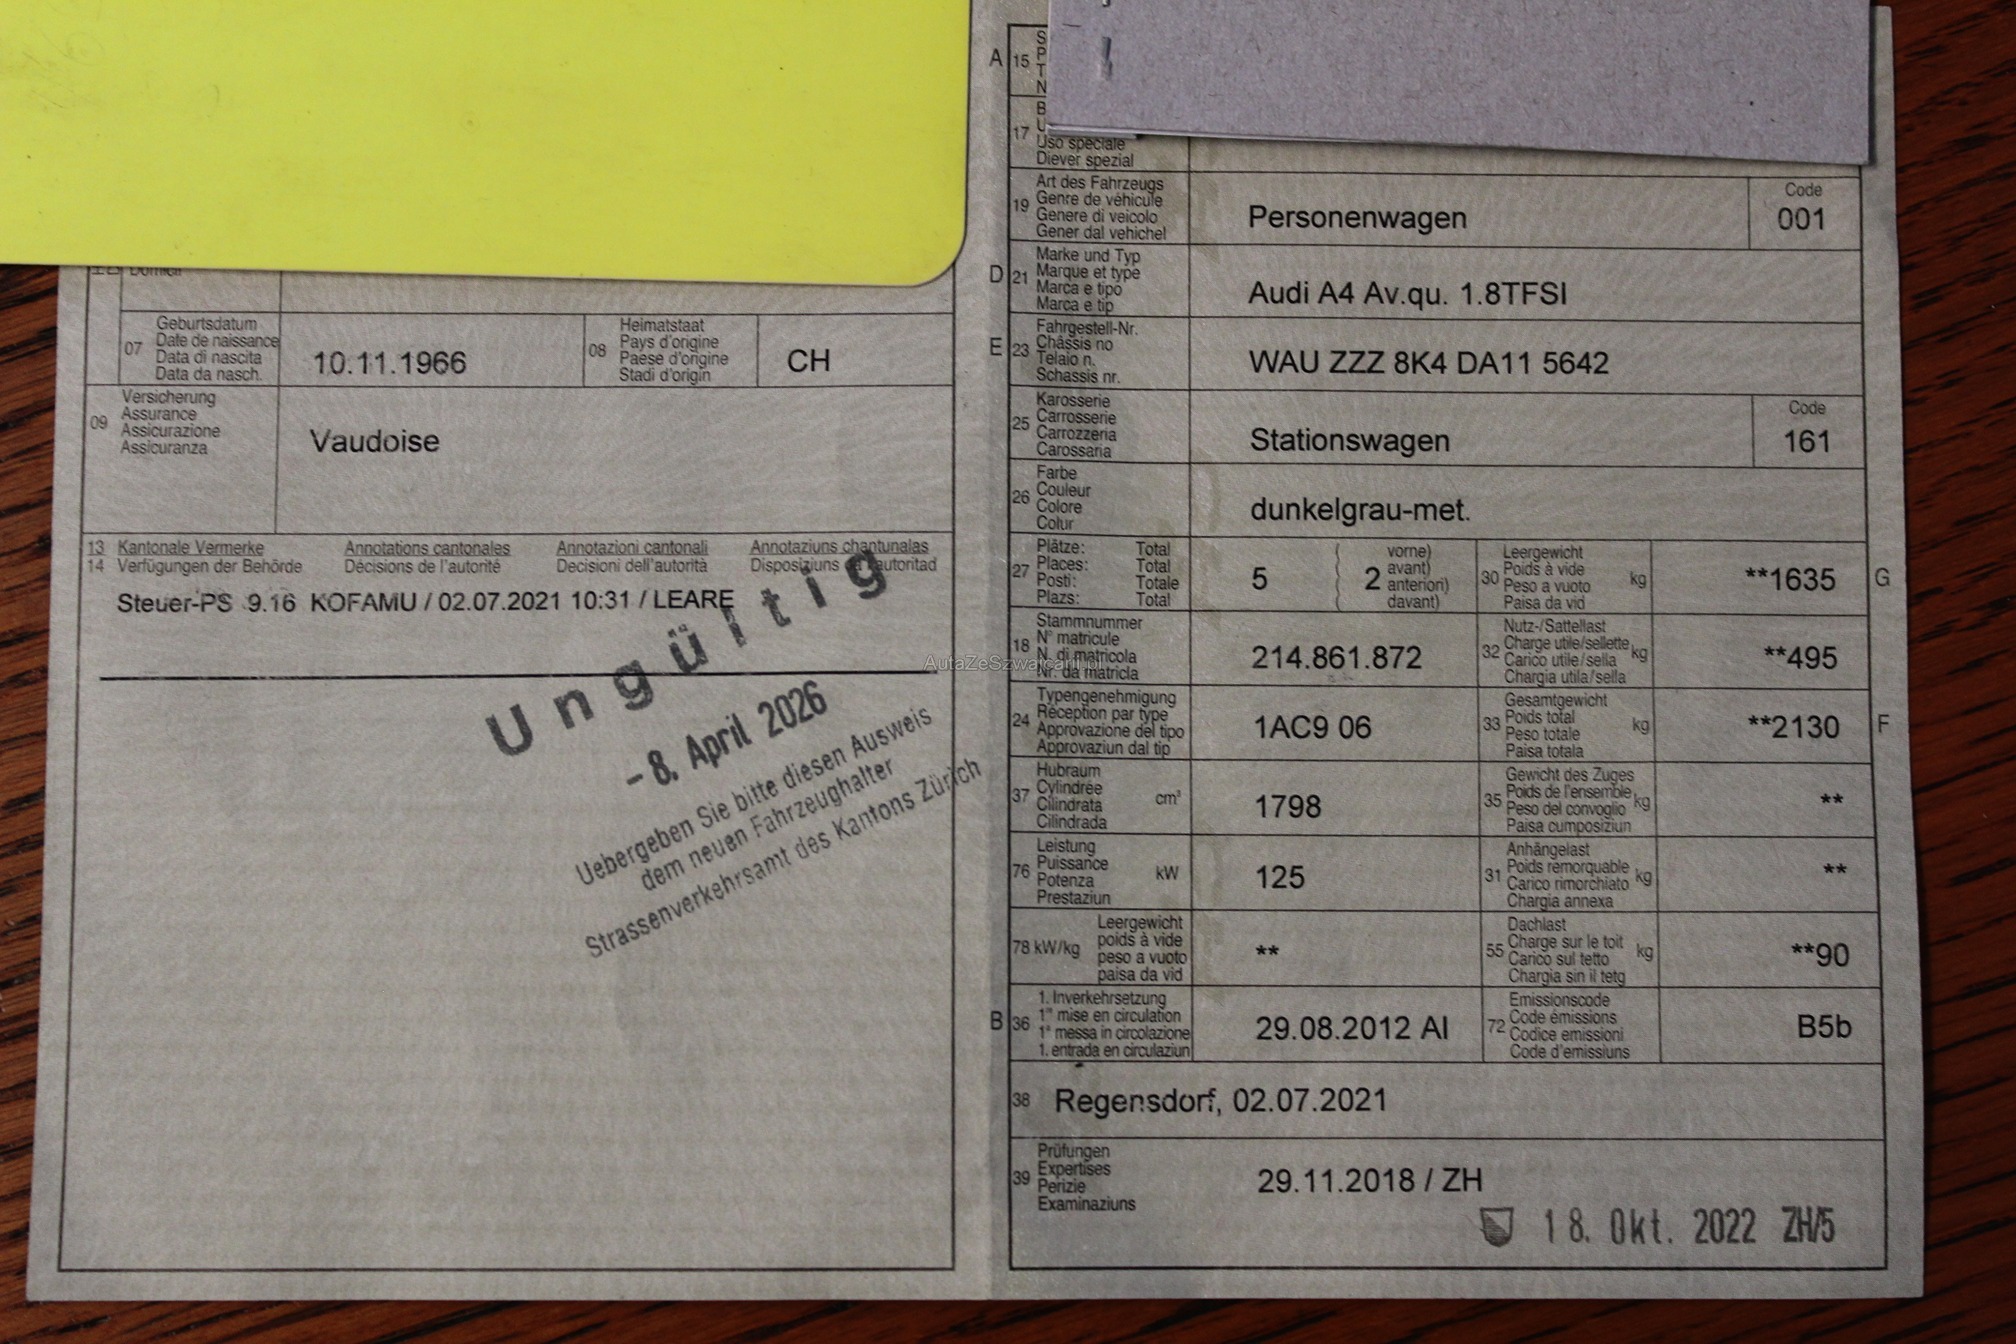 07 Geburtsdatum
Date de naissance
Data di nascita
Data da nasch.
10.11.1966
08 Heimatstaat
Pays d'origine
Paese d'origine
Stadi d'origin
CH
09 Versicherung
Assurance
Assicurazione
Assicuranza
Vaudoise
13 Kantonale Vermerke Annotations cantonales Annotazioni cantonali Annotaziuns chantunalas
14 Verfügungen der Behörde Décisions de l'autorité Decisioni dell'autorità Disposiziuns autoritad
Steuer-PS 9.16 KOFAMU / 02.07.2021 10:31 / LEARE
Ungültig
- 8. April 2026
Uebergeben Sie bitte diesen Ausweis
dem neuen Fahrzeughalter
Strassenverkehrsamt des Kantons Zürich
AutaZeSzwajcarii.pl
A 15
17
Uso speciale
Diever spezial
19 Art des Fahrzeugs
Genre de véhicule
Genere di veicolo
Gener dal vehichel
Personenwagen
Code
001
D 21 Marke und Typ
Marque et type
Marca e tipo
Marca e tip
Audi A4 Av.qu. 1.8TFSI
E 23 Fahrgestell-Nr.
Châssis no
Telaio n.
Schassis nr.
WAU ZZZ 8K4 DA11 5642
25 Karosserie
Carrosserie
Carrozzeria
Carossaria
Stationswagen
Code
161
26 Farbe
Couleur
Colore
Colur
dunkelgrau-met.
27 Plätze: Total
Places: Total
Posti: Totale
Plazs: Total
5
2
vorne)
avant)
anteriori)
davant)
30 Leergewicht
Poids à vide
Peso a vuoto
Paisa da vid
kg
**1635
G
18 Stammnummer
N° matricule
N. di matricola
Nr. da matricla
214.861.872
32 Nutz-/Sattellast
Charge utile/sellette
Carico utile/sella
Chargia utila/sella
kg
**495
24 Typengenehmigung
Réception par type
Approvazione del tipo
Approvaziun dal tip
1AC9 06
33 Gesamtgewicht
Poids total
Peso totale
Paisa totala
kg
**2130
F
37 Hubraum
Cylindrée
Cilindrata
Cilindrada
cm³
1798
35 Gewicht des Zuges
Poids de l'ensemble
Peso del convoglio
Paisa cumposiziun
kg
**
76 Leistung
Puissance
Potenza
Prestaziun
kW
125
31 Anhängelast
Poids remorquable
Carico rimorchiato
Chargia annexa
kg
**
78 kW/kg
Leergewicht
poids à vide
peso a vuoto
paisa da vid
**
55 Dachlast
Charge sur le toit
Carico sul tetto
Chargia sin il tetg
kg
**90
B 36 1. Inverkehrsetzung
1re mise en circulation
1a messa in circolazione
1. entrada en circulaziun
29.08.2012 AI
72 Emissionscode
Code émissions
Codice emissioni
Code d'emissiuns
B5b
38 Regensdorf, 02.07.2021
39 Prüfungen
Expertises
Perizie
Examinaziuns
29.11.2018 / ZH
18. Okt. 2022 ZH/5